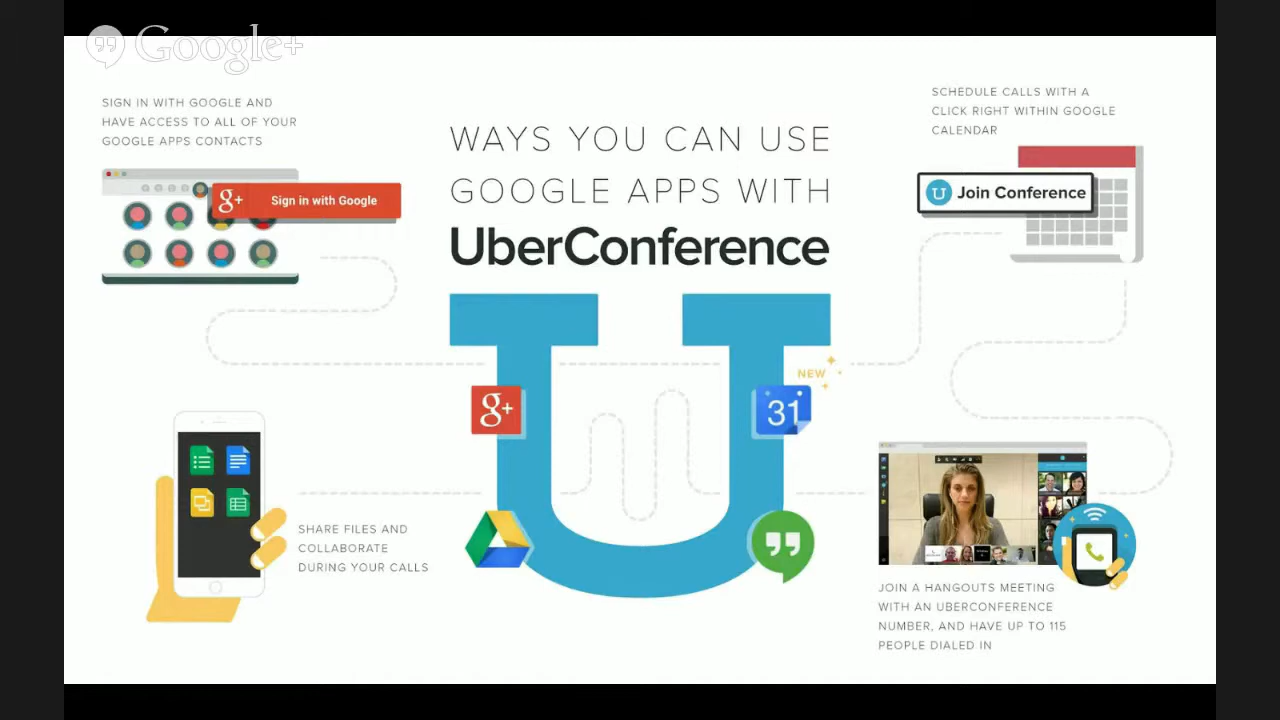 Google+
SIGN IN WITH GOOGLE AND
HAVE ACCESS TO ALL OF YOUR
GOOGLE APPS CONTACTS
g+ Sign in with Google
WAYS YOU CAN USE
GOOGLE APPS WITH
UberConference
SCHEDULE CALLS WITH A
CLICK RIGHT WITHIN GOOGLE
CALENDAR
U Join Conference
U
NEW
g+
31
SHARE FILES AND
COLLABORATE
DURING YOUR CALLS
JOIN A HANGOUTS MEETING
WITH AN UBERCONFERENCE
NUMBER, AND HAVE UP TO 115
PEOPLE DIALED IN